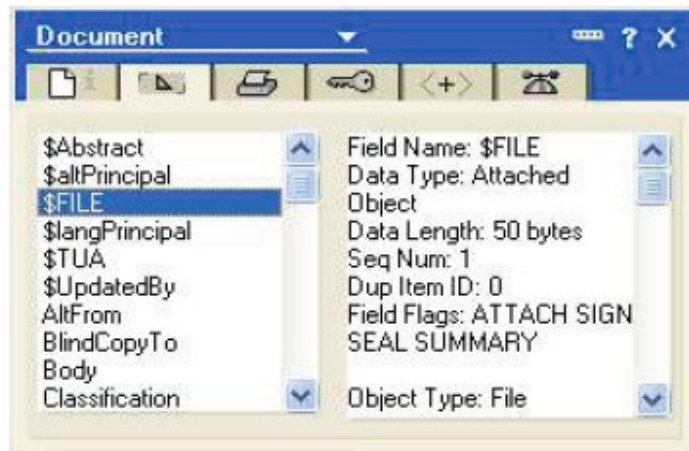 Document
? X
<+>
$Abstract
$altPrincipal
$FILE
$langPrincipal
$TUA
$UpdatedBy
AltFrom
BlindCopyTo
Body
Classification
Field Name: $FILE
Data Type: Attached
Object
Data Length: 50 bytes
Seq Num: 1
Dup Item ID: 0
Field Flags: ATTACH SIGN
SEAL SUMMARY
Object Type: File